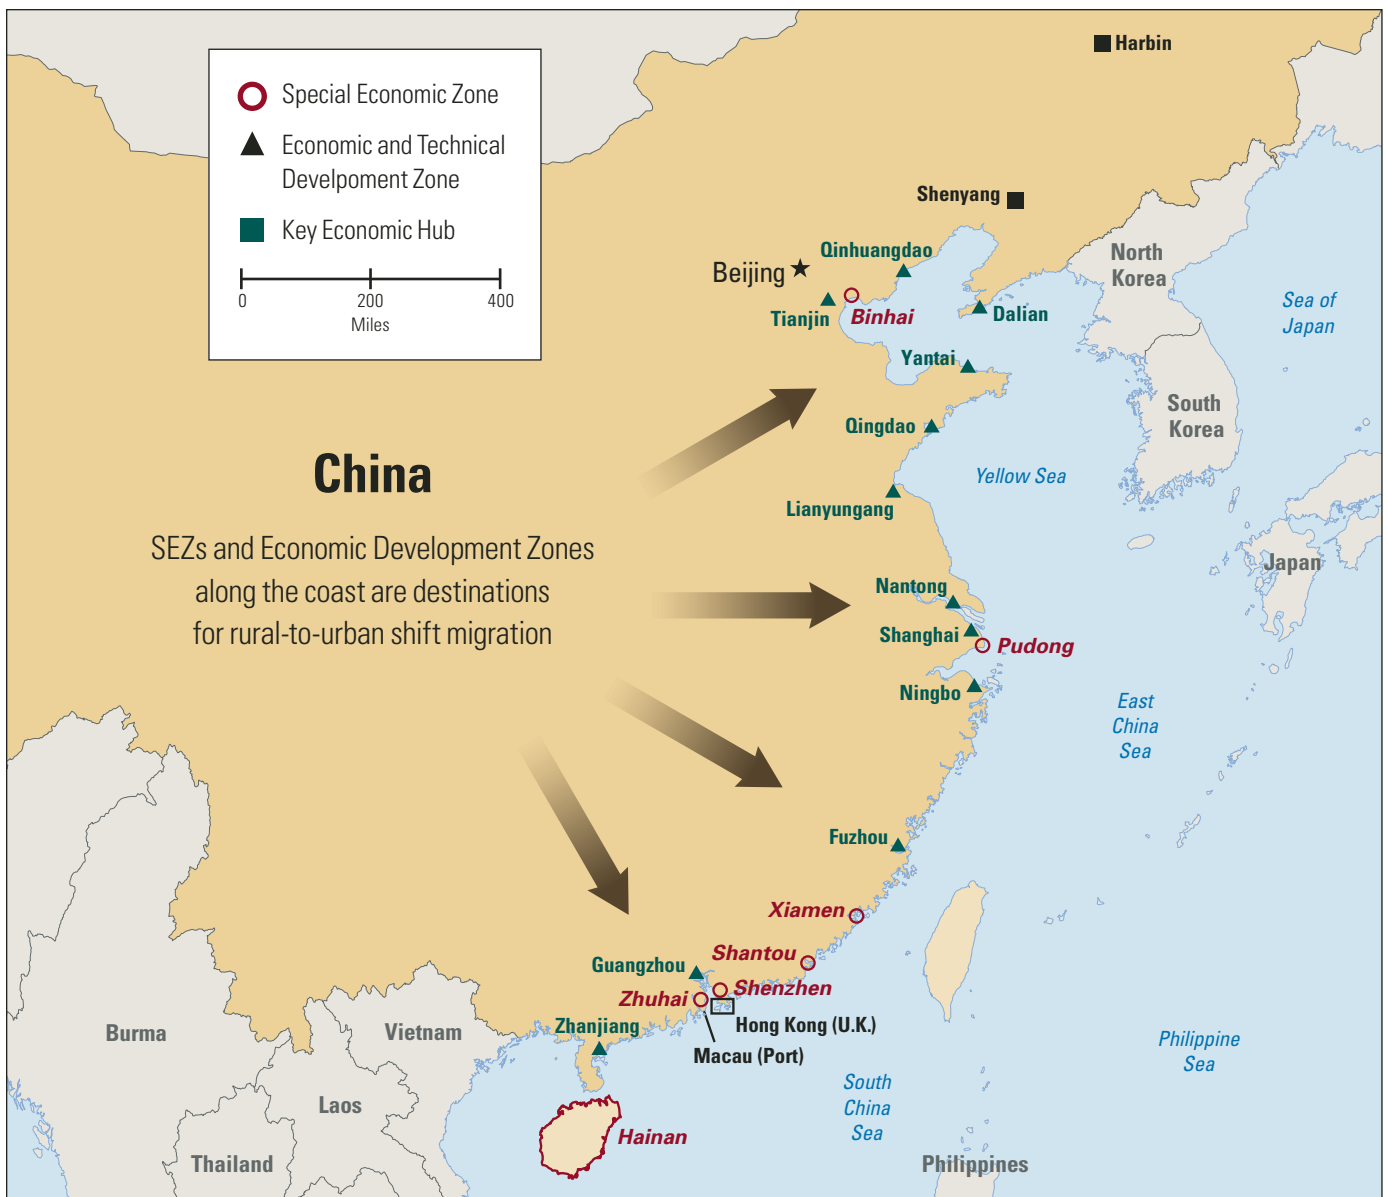 Harbin
Special Economic Zone
Economic and Technical
Develpoment Zone
Key Economic Hub
0 200 400
Miles
Shenyang
Qinhuangdao
Beijing
North
Korea
Sea of
Japan
Tianjin
Binhai
Dalian
Yantai
South
Korea
Qingdao
China
Yellow Sea
Lianyungang
SEZs and Economic Development Zones
along the coast are destinations
for rural-to-urban shift migration
Japan
Nantong
Shanghai
Pudong
Ningbo
East
China
Sea
Fuzhou
Xiamen
Shantou
Guangzhou
Shenzhen
Zhuhai
Hong Kong (U.K.)
Zhanjiang
Macau (Port)
Burma
Vietnam
Philippine
Sea
South
China
Sea
Laos
Hainan
Thailand
Philippines